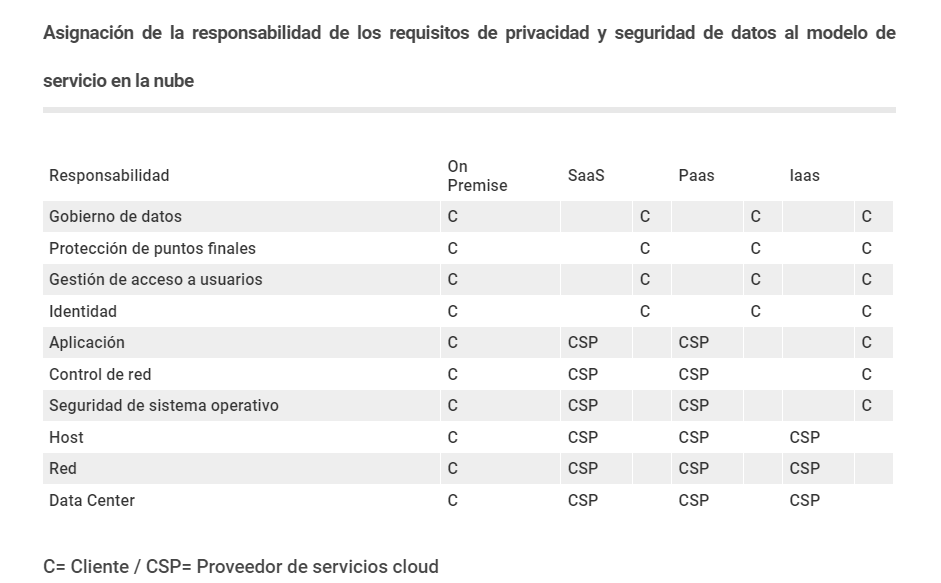 Asignación de la responsabilidad de los requisitos de privacidad y seguridad de datos al modelo de
servicio en la nube
Responsabilidad On Premise SaaS Paas Iaas
Gobierno de datos C C C C
Protección de puntos finales C C C C
Gestión de acceso a usuarios C C C C
Identidad C C C C
Aplicación C CSP CSP C
Control de red C CSP CSP C
Seguridad de sistema operativo C CSP CSP C
Host C CSP CSP CSP
Red C CSP CSP CSP
Data Center C CSP CSP CSP
C= Cliente / CSP= Proveedor de servicios cloud